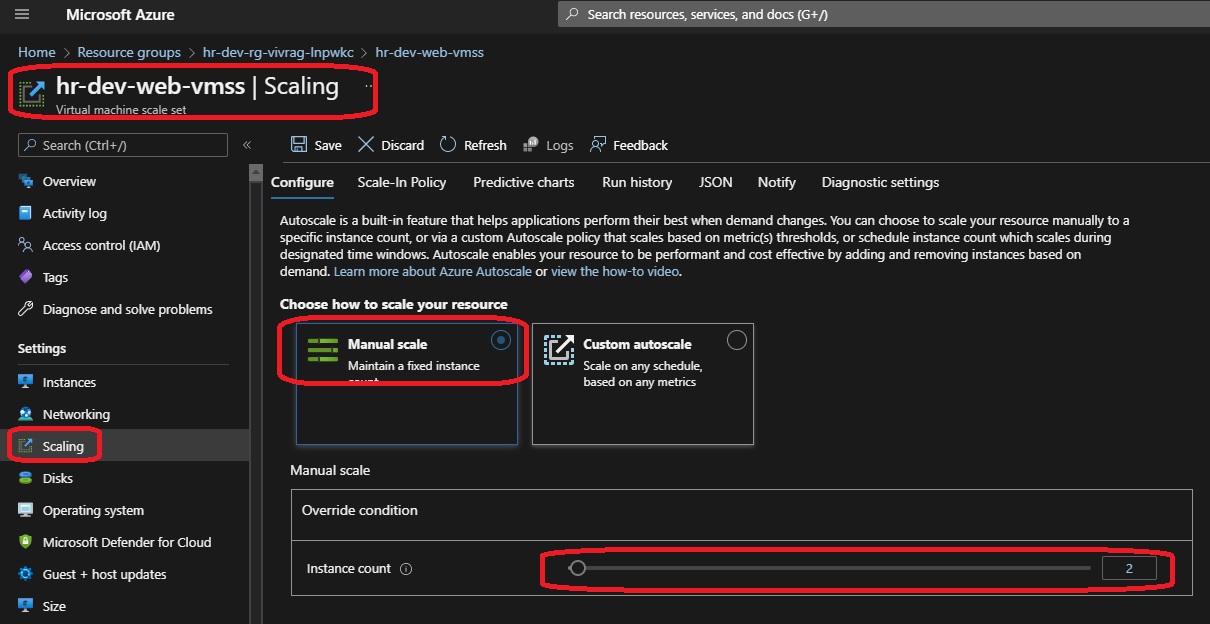 Microsoft Azure
Search resources, services, and docs (G+/)
Home > Resource groups > hr-dev-rg-vivrag-lnpwkc > hr-dev-web-vmss
hr-dev-web-vmss | Scaling ...
Virtual machine scale set
Search (Ctrl+/)
«
Overview
Activity log
Access control (IAM)
Tags
Diagnose and solve problems
Settings
Instances
Networking
Scaling
Disks
Operating system
Microsoft Defender for Cloud
Guest + host updates
Size
Save Discard Refresh Logs Feedback
Configure Scale-In Policy Predictive charts Run history JSON Notify Diagnostic settings
Autoscale is a built-in feature that helps applications perform their best when demand changes. You can choose to scale your resource manually to a
specific instance count, or via a custom Autoscale policy that scales based on metric(s) thresholds, or schedule instance count which scales during
designated time windows. Autoscale enables your resource to be performant and cost effective by adding and removing instances based on
demand. Learn more about Azure Autoscale or view the how-to video.
Choose how to scale your resource
Manual scale
Maintain a fixed instance
count
Custom autoscale
Scale on any schedule,
based on any metrics
Manual scale
Override condition
Instance count 2